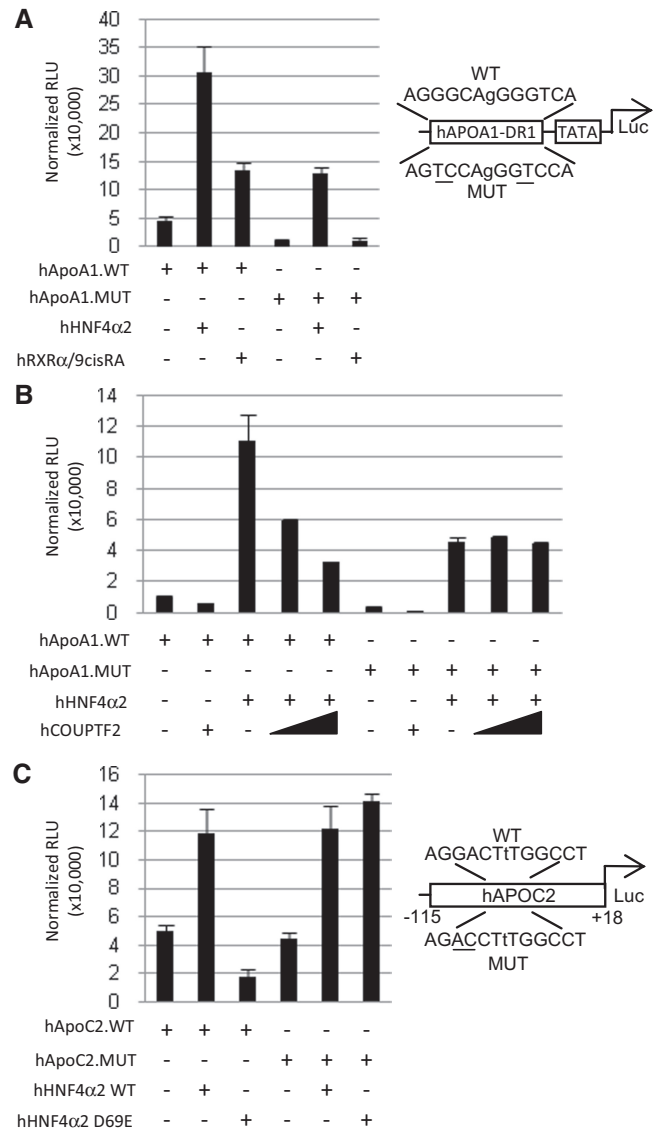 A
Normalized RLU
(x10,000)
40
35
30
25
20
15
10
5
0
hApoA1.WT + + + - - -
hApoA1.MUT - - - + + +
hHNF4α2 - + - - + -
hRXRα/9cisRA - - + - - +
WT
AGGGCAgGGGTCA
hAPOA1-DR1
TATA
Luc
AGTCCAgGGTCCA
MUT
B
Normalized RLU
(x10,000)
14
12
10
8
6
4
2
0
hApoA1.WT + + + + + - - - - -
hApoA1.MUT - - - - - + + + + +
hHNF4α2 - - + + + - - + + +
hCOUPTF2 - + - - + -
C
Normalized RLU
(x10,000)
16
14
12
10
8
6
4
2
0
hApoC2.WT + + + - - -
hApoC2.MUT - - - + + +
hHNF4α2 WT - + - - + -
hHNF4α2 D69E - - + - - +
WT
AGGACTtTGGCCT
hAPOC2
Luc
-115
+18
AGACCTtTGGCCT
MUT